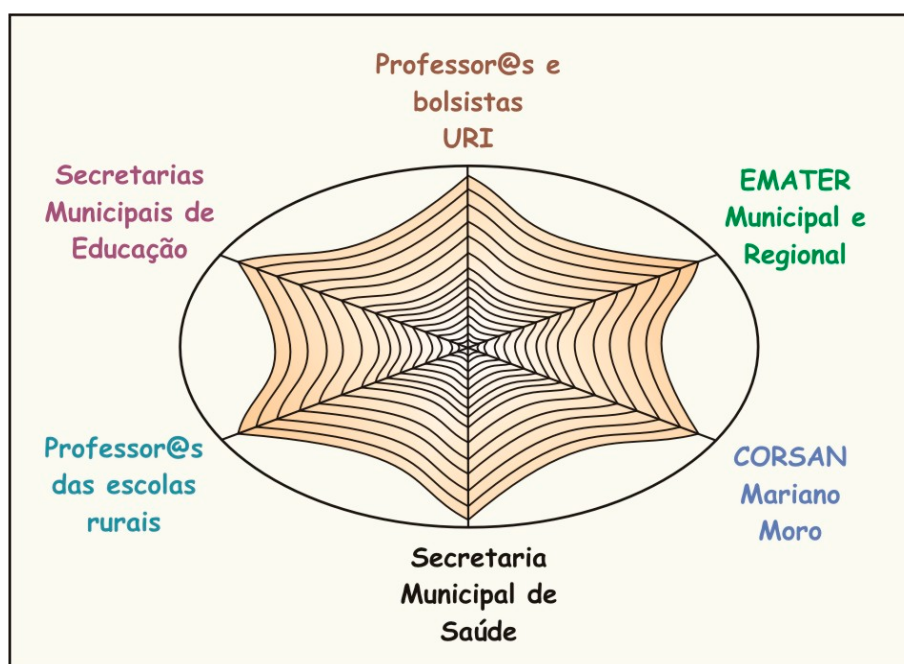 Professor@s e
bolsistas
URI
Secretarias
Municipais de
Educação
EMATER
Municipal e
Regional
Professor@s
das escolas
rurais
CORSAN
Mariano
Moro
Secretaria
Municipal de
Saúde